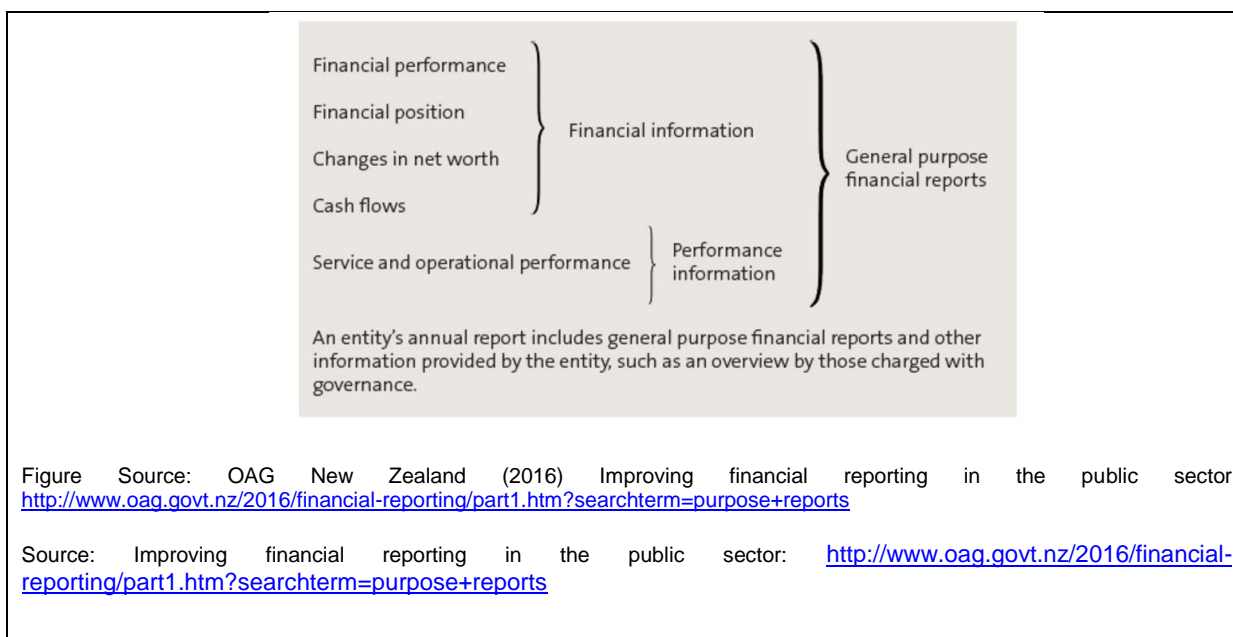 Financial performance
Financial position
Changes in net worth
Cash flows
Financial information
Service and operational performance
Performance
information
General purpose
financial reports
An entity's annual report includes general purpose financial reports and other
information provided by the entity, such as an overview by those charged with
governance.
Figure Source: OAG New Zealand (2016) Improving financial reporting in the public sector
http://www.oag.govt.nz/2016/financial-reporting/part1.htm?searchterm=purpose+reports
Source: Improving financial reporting in the public sector: http://www.oag.govt.nz/2016/financial-
reporting/part1.htm?searchterm=purpose+reports